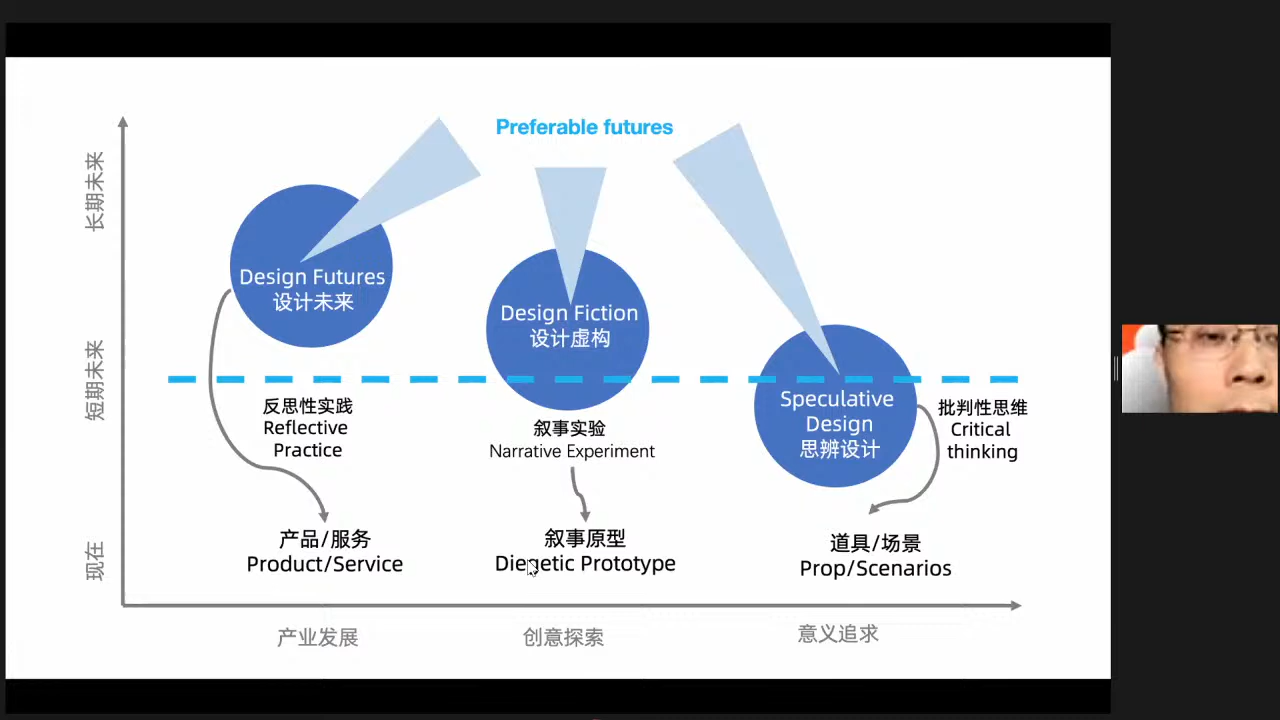 Preferable futures
长期未来
短期未来
现在
Design Futures
设计未来
Design Fiction
设计虚构
Speculative
Design
思辨设计
反思性实践
Reflective
Practice
叙事实验
Narrative Experiment
批判性思维
Critical
thinking
产品/服务
Product/Service
叙事原型
Diegetic Prototype
道具/场景
Prop/Scenarios
产业发展
创意探索
意义追求